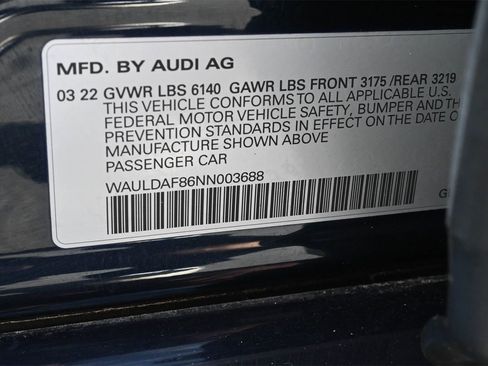 MFD. BY AUDI AG
03 22 GVWR LBS 6140 GAWR LBS FRONT 3175 /REAR 3219
THIS VEHICLE CONFORMS TO ALL APPLICABLE U.S.
FEDERAL MOTOR VEHICLE SAFETY, BUMPER AND THE
PREVENTION STANDARDS IN EFFECT ON THE DATE O
MANUFACTURE SHOWN ABOVE
PASSENGER CAR
WAULDAF86NN003688